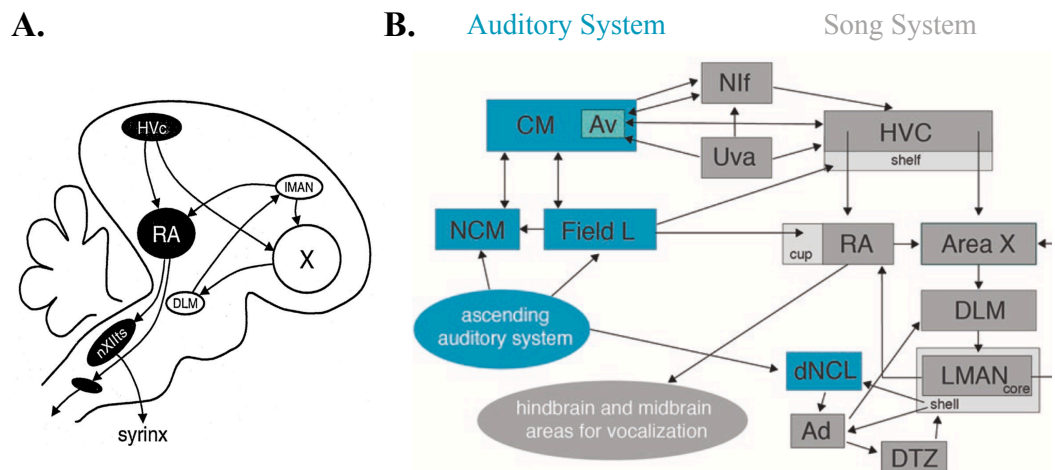 A.
HVc
lMAN
RA
X
DLM
nXIIts
syrinx
B.
Auditory System
Song System
NIf
CM
Av
HVC
Uva
shelf
NCM
Field L
cup
RA
Area X
ascending
auditory system
DLM
dNCL
LMAN
core
shell
hindbrain and midbrain
areas for vocalization
Ad
DTZ